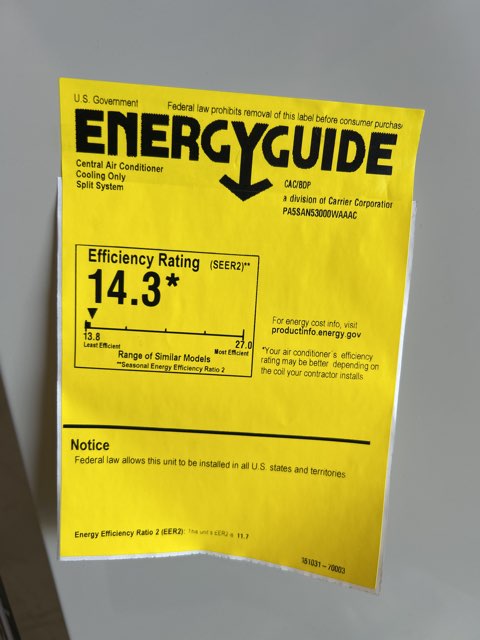 U.S. Government
Federal law prohibits removal of this label before consumer purchas
ENERGYGUIDE
Central Air Conditioner
Cooling Only
Split System
CAC/BDP
a division of Carrier Corporation
PA5SAN53000WAAAC
Efficiency Rating (SEER2)**
14.3*
13.8
27.0
Least Efficient
Most Efficient
Range of Similar Models
**Seasonal Energy Efficiency Ratio 2
For energy cost info, visit
productinfo.energy.gov
*Your air conditioner's efficiency
rating may be better depending on
the coil your contractor installs
Notice
Federal law allows this unit to be installed in all U.S. states and territories
Energy Efficiency Ratio 2 (EER2): This unit's EER2 is 11.7
181031-70003